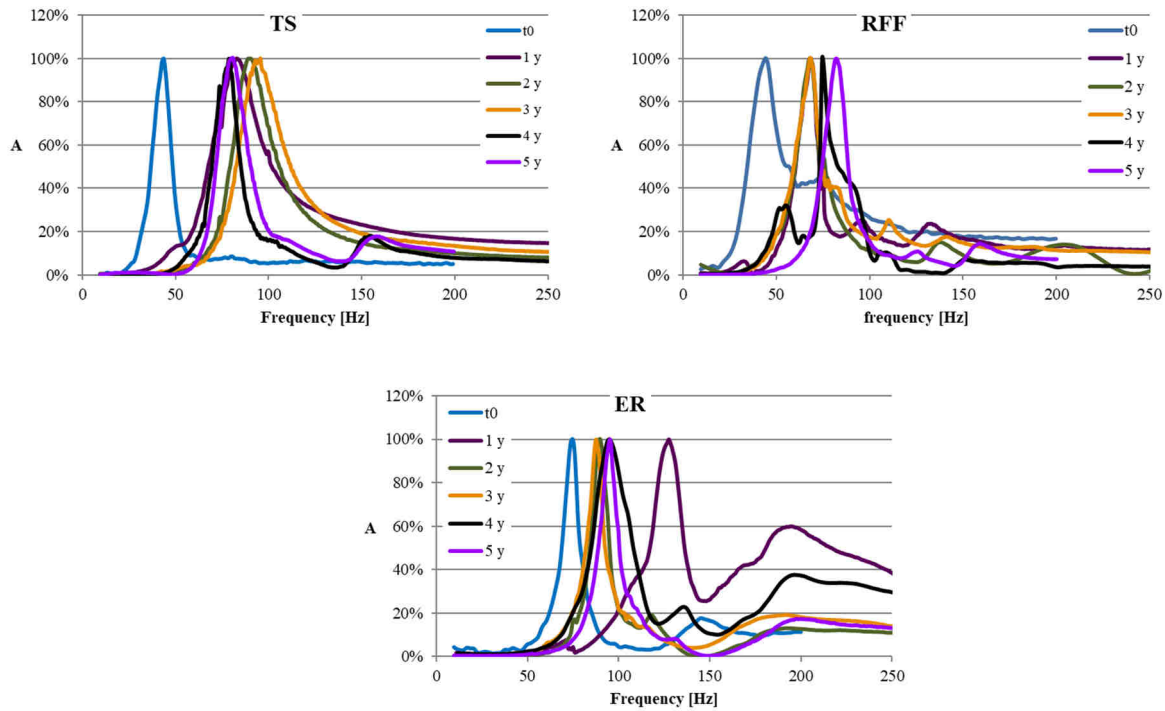 TS
120%
100%
80%
60%
40%
20%
0%
A
0
50
100
150
200
250
Frequency [Hz]
t0
1 y
2 y
3 y
4 y
5 y
RFF
120%
100%
80%
60%
40%
20%
0%
A
0
50
100
150
200
250
frequency [Hz]
t0
1 y
2 y
3 y
4 y
5 y
ER
120%
100%
80%
60%
40%
20%
0%
A
0
50
100
150
200
250
Frequency [Hz]
t0
1 y
2 y
3 y
4 y
5 y